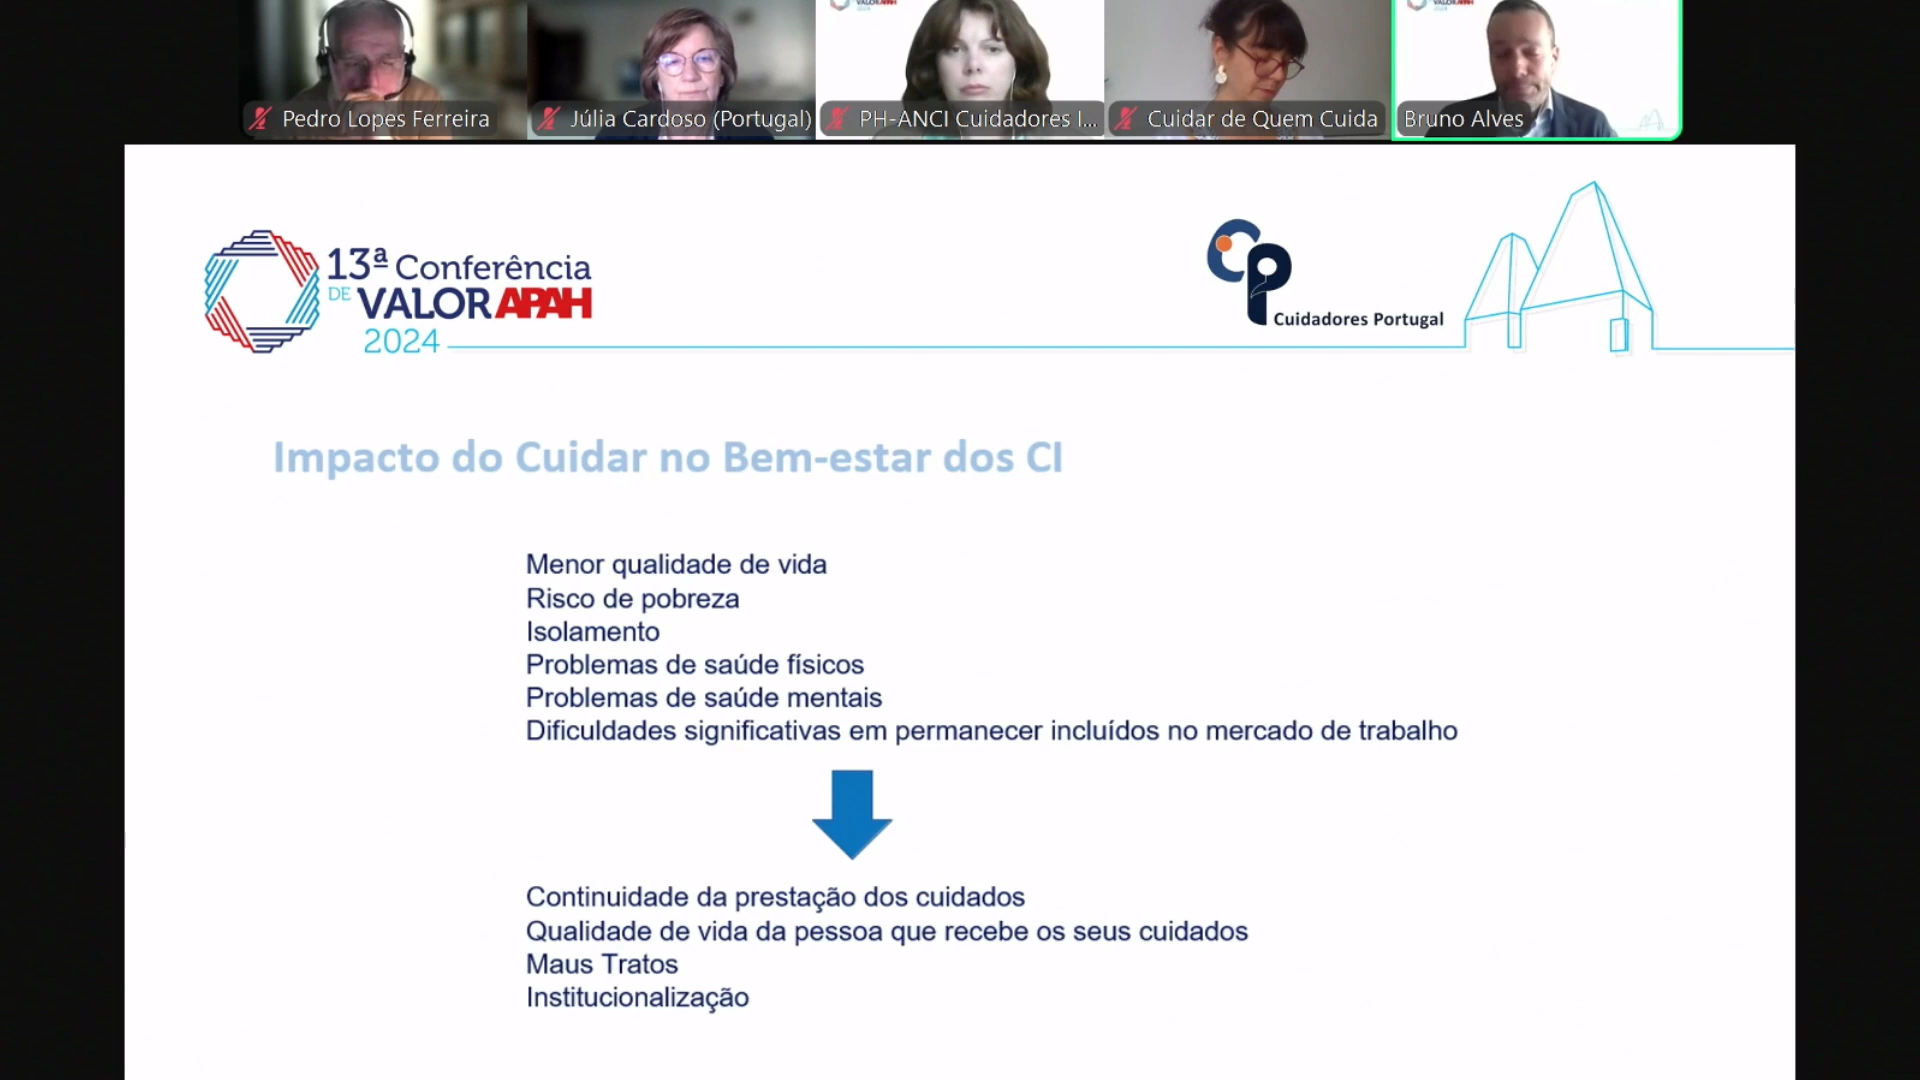 Pedro Lopes Ferreira
Júlia Cardoso (Portugal)
PH-ANCI Cuidadores I...
Cuidar de Quem Cuida
Bruno Alves
13ª Conferência
DE VALOR APAH
2024
CP
Cuidadores Portugal
Impacto do Cuidar no Bem-estar dos CI
Menor qualidade de vida
Risco de pobreza
Isolamento
Problemas de saúde físicos
Problemas de saúde mentais
Dificuldades significativas em permanecer incluídos no mercado de trabalho
Continuidade da prestação dos cuidados
Qualidade de vida da pessoa que recebe os seus cuidados
Maus Tratos
Institucionalização